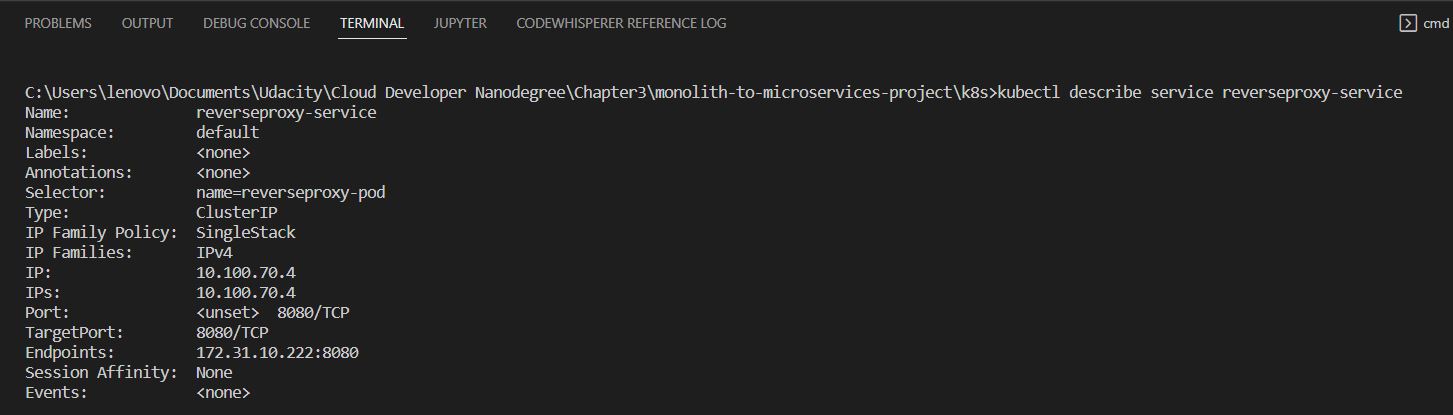 PROBLEMS OUTPUT DEBUG CONSOLE TERMINAL JUPYTER CODEWHISPERER REFERENCE LOG cmd
C:\Users\lenovo\Documents\Udacity\Cloud Developer Nanodegree\Chapter3\monolith-to-microservices-project\k8s>kubectl describe service reverseproxy-service
Name: reverseproxy-service
Namespace: default
Labels: <none>
Annotations: <none>
Selector: name=reverseproxy-pod
Type: ClusterIP
IP Family Policy: SingleStack
IP Families: IPv4
IP: 10.100.70.4
IPs: 10.100.70.4
Port: <unset> 8080/TCP
TargetPort: 8080/TCP
Endpoints: 172.31.10.222:8080
Session Affinity: None
Events: <none>